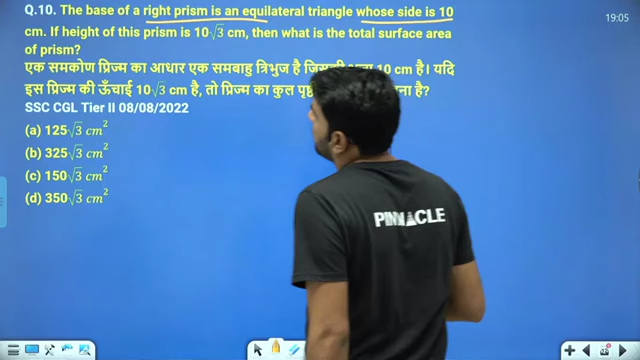 Q.10. The base of a right prism is an equilateral triangle whose side is 10
cm. If height of this prism is 10√3 cm, then what is the total surface area
of prism?
एक समकोण प्रिज्म का आधार एक समबाहु त्रिभुज है 10 cm है। यदि
इस प्रिज्म की ऊँचाई 10√3 cm है, तो प्रिज्म का कुल है?
SSC CGL Tier II 08/08/2022
(a) 125√3 cm²
(b) 325√3 cm²
(c) 150√3 cm²
(d) 350√3 cm²
19:05
PINNACLE